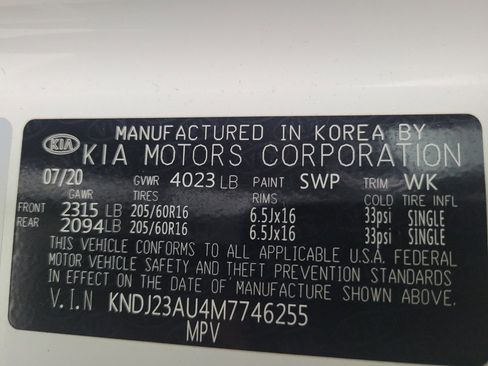 MANUFACTURED IN KOREA BY
KIA KIA MOTORS CORPORATION
07/20 GVWR 4023 LB PAINT SWP TRIM WK
GAWR TIRES RIMS COLD TIRE INFL
FRONT 2315 LB 205/60R16 6.5Jx16 33psi SINGLE
REAR 2094 LB 205/60R16 6.5Jx16 33psi SINGLE
THIS VEHICLE CONFORMS TO ALL APPLICABLE U.S.A. FEDERAL
MOTOR VEHICLE SAFETY AND THEFT PREVENTION STANDARDS
IN EFFECT ON THE DATE OF MANUFACTURE SHOWN ABOVE.
V.I.N KNDJ23AU4M7746255
MPV